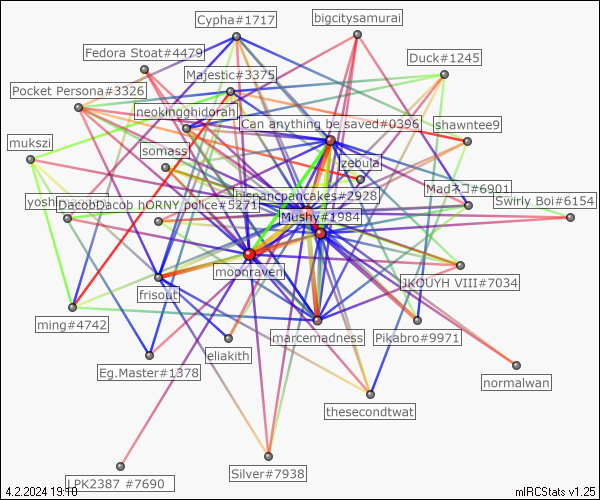 Cypha#1717
bigcitysamurai
Fedora Stoat#4479
Duck#1245
Majestic#3375
Pocket Persona#3326
neokingghidorah
Can anything be saved#0396
shawntee9
mukszi
somass
zebula
Madネコ#6901
hispancpancakes#2928
Swirly Boi#6154
DacobDacob hORNY police#5271
Mushy#1984
moonraven
JKOUYH VIII#7034
frisout
ming#4742
marcemadness
Pikabro#9971
eliakith
Eg.Master#1378
normalwan
thesecondtwat
Silver#7938
LPK2387 #7690
4.2.2024 19:10
mIRCStats v1.25